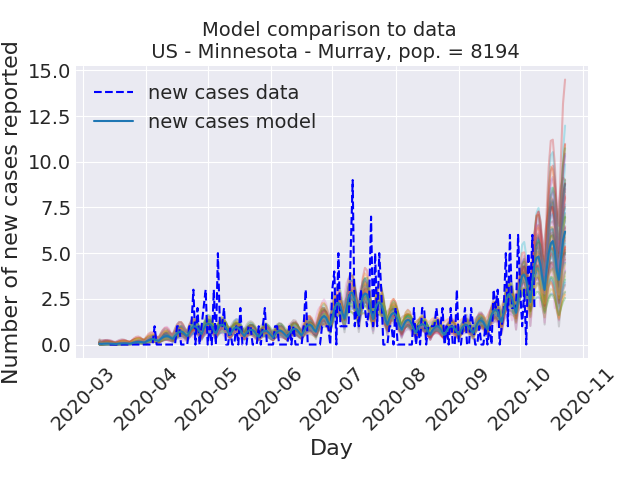 Model comparison to data
US - Minnesota - Murray, pop. = 8194
Number of new cases reported
15.0
12.5
10.0
7.5
5.0
2.5
0.0
new cases data
new cases model
2020-03
2020-04
2020-05
2020-06
2020-07
2020-08
2020-09
2020-10
2020-11
Day